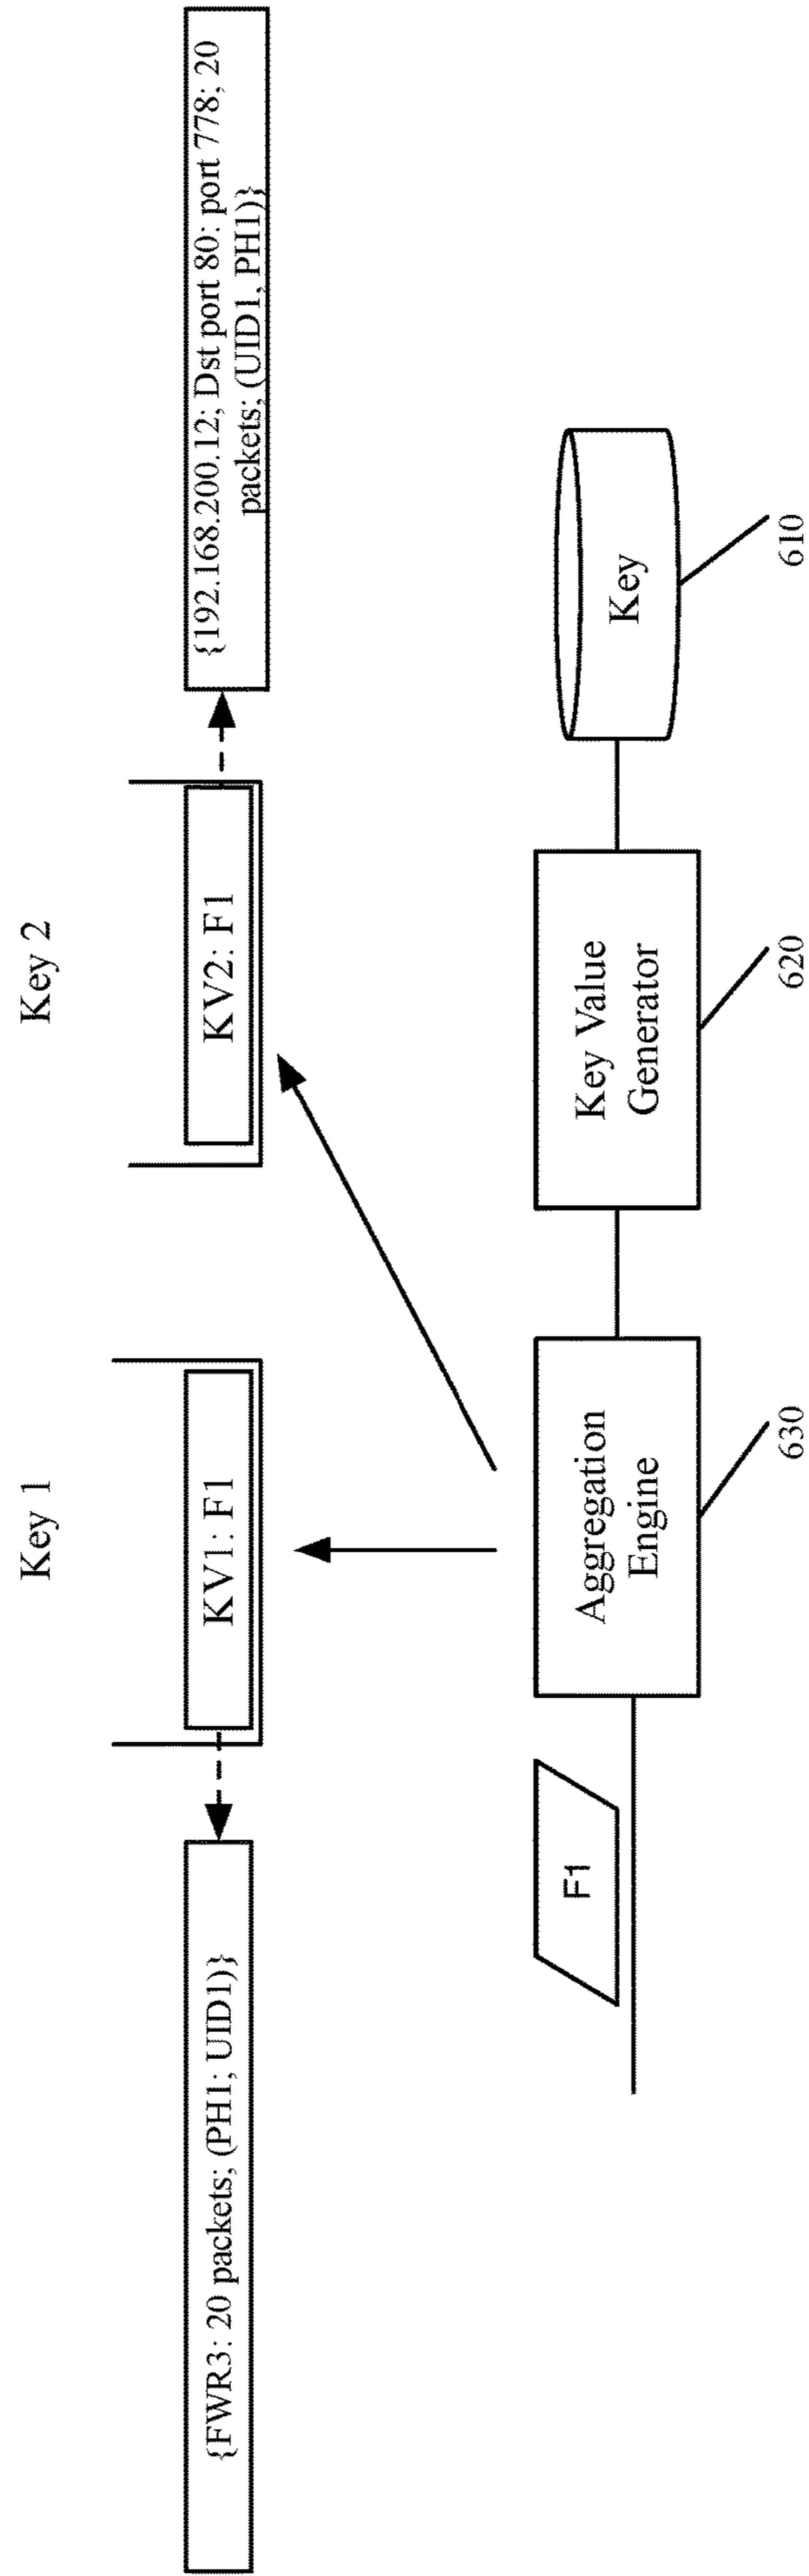 Key 1
Key 2
{FWR3: 20 packets; (PH1; UID1)}
KV1: F1
KV2: F1
{192.168.200.12; Dst port 80: port 778; 20
packets; (UID1, PH1)}
F1
Aggregation
Engine
Key Value
Generator
Key
630
620
610